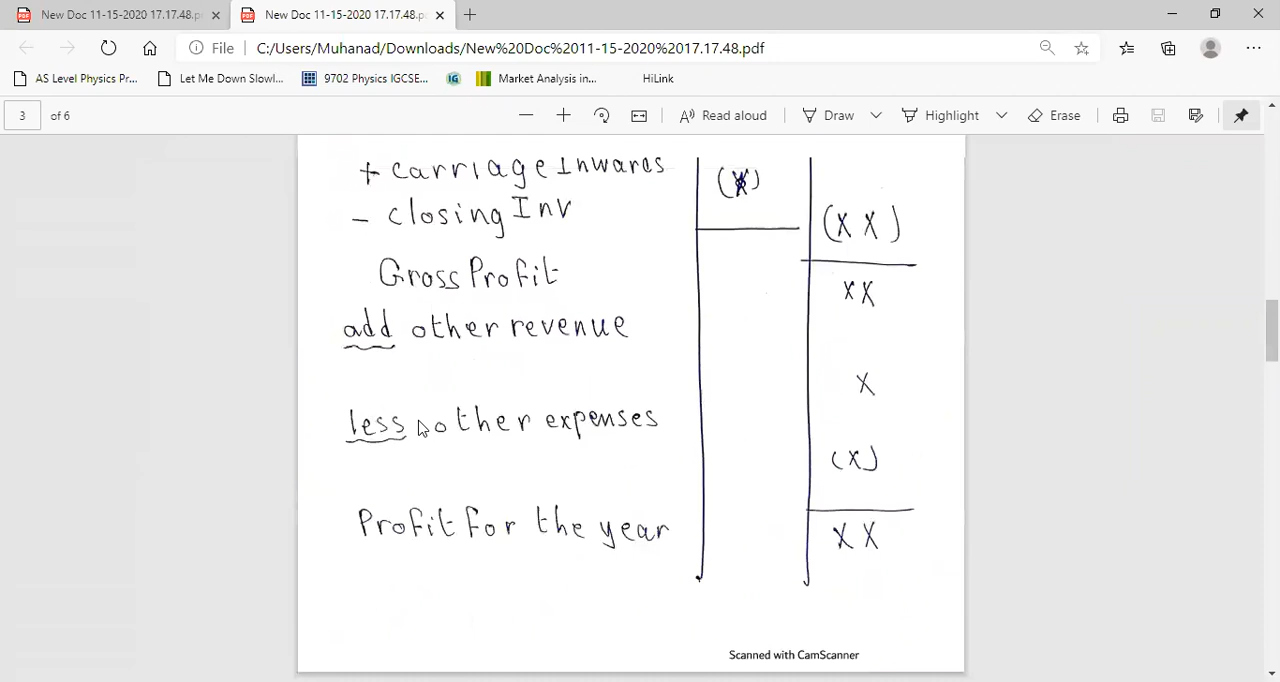 New Doc 11-15-2020 17.17.48.p
New Doc 11-15-2020 17.17.48.p
File
C:/Users/Muhanad/Downloads/New%20Doc%2011-15-2020%2017.17.48.pdf
AS Level Physics Pr...
Let Me Down Slowl...
9702 Physics IGCSE...
IG
Market Analysis in...
HiLink
3 of 6
Read aloud
Draw
Highlight
Erase
+ carriage Inwards
(X)
- closing Inv
(X X)
Gross Profit
X X
add other revenue
X
less other expenses
(X)
Profit for the year
X X
Scanned with CamScanner